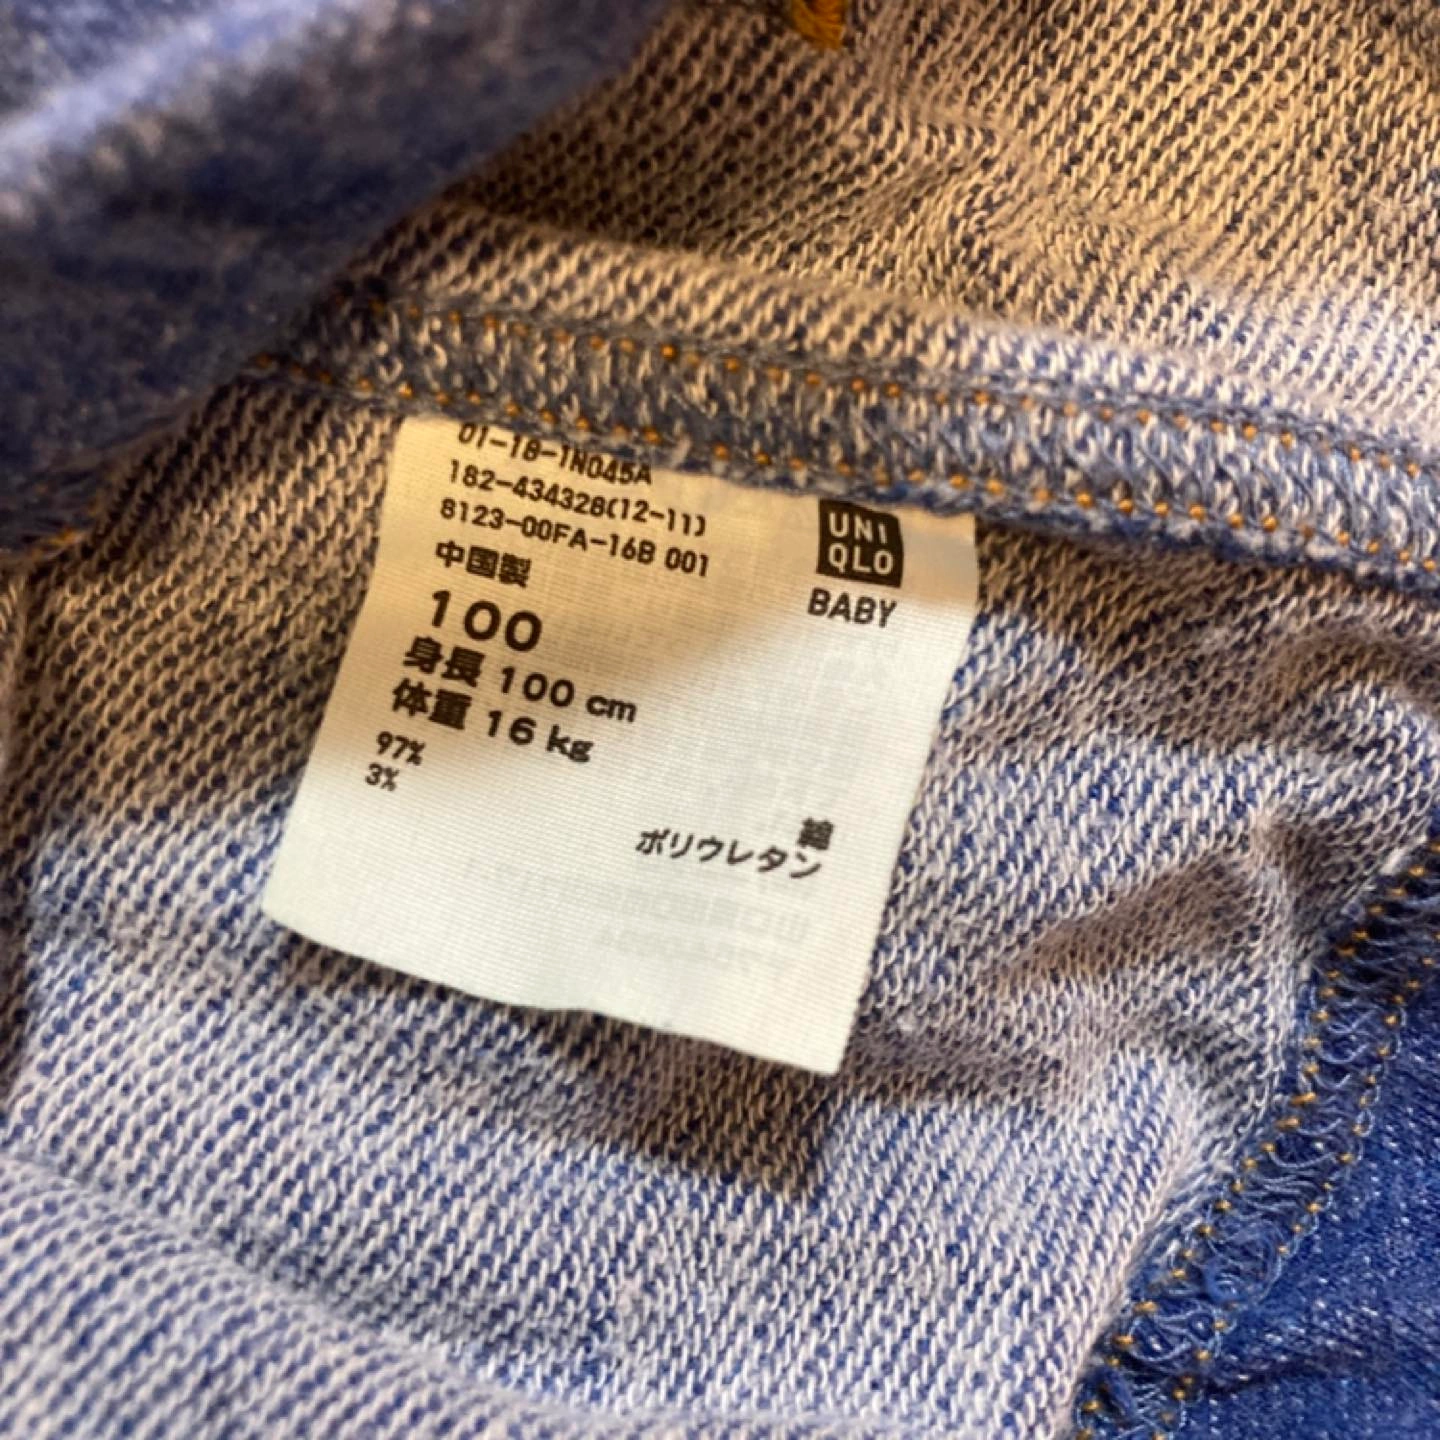 01-18-1N045A
182-434328(12-11)
8123-00FA-16B 001
中国製
UNI
QLO
BABY
100
身長 100 cm
体重 16 kg
97%
3%
綿
ポリウレタン